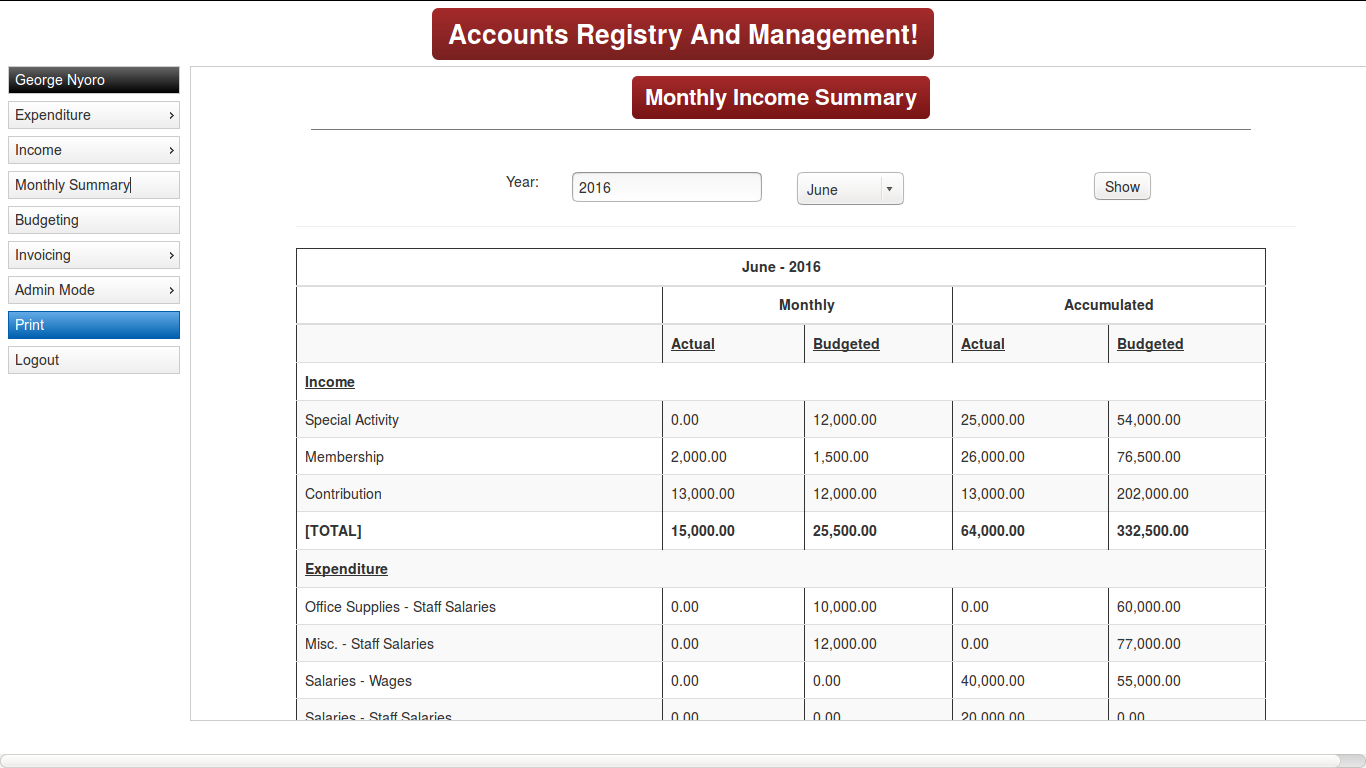 Accounts Registry And Management!
George Nyoro
Expenditure
Income
Monthly Summary
Budgeting
Invoicing
Admin Mode
Print
Logout
Monthly Income Summary
Year: 2016 June Show
June - 2016
Monthly Accumulated
Actual Budgeted Actual Budgeted
Income
Special Activity 0.00 12,000.00 25,000.00 54,000.00
Membership 2,000.00 1,500.00 26,000.00 76,500.00
Contribution 13,000.00 12,000.00 13,000.00 202,000.00
[TOTAL] 15,000.00 25,500.00 64,000.00 332,500.00
Expenditure
Office Supplies - Staff Salaries 0.00 10,000.00 0.00 60,000.00
Misc. - Staff Salaries 0.00 12,000.00 0.00 77,000.00
Salaries - Wages 0.00 0.00 40,000.00 55,000.00
Salaries - Staff Salaries 0.00 0.00 20,000.00 0.00